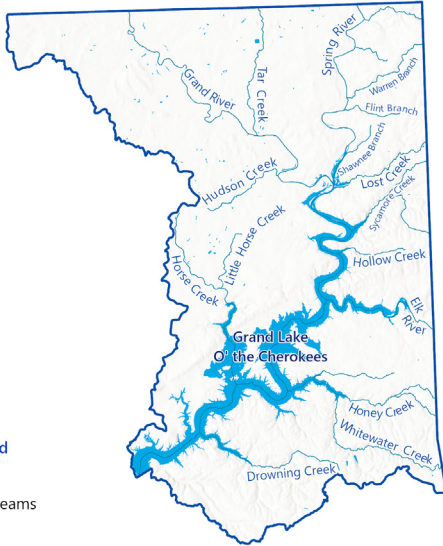 Spring River
Grand River
Tar Creek
Warren Branch
Flint Branch
Shawnee Branch
Lost Creek
Hudson Creek
Sycamore Creek
Little Horse Creek
Horse Creek
Hollow Creek
Elk
River
Grand Lake
O' the Cherokees
Honey Creek
Whitewater Creek
d
Drowning Creek
eams